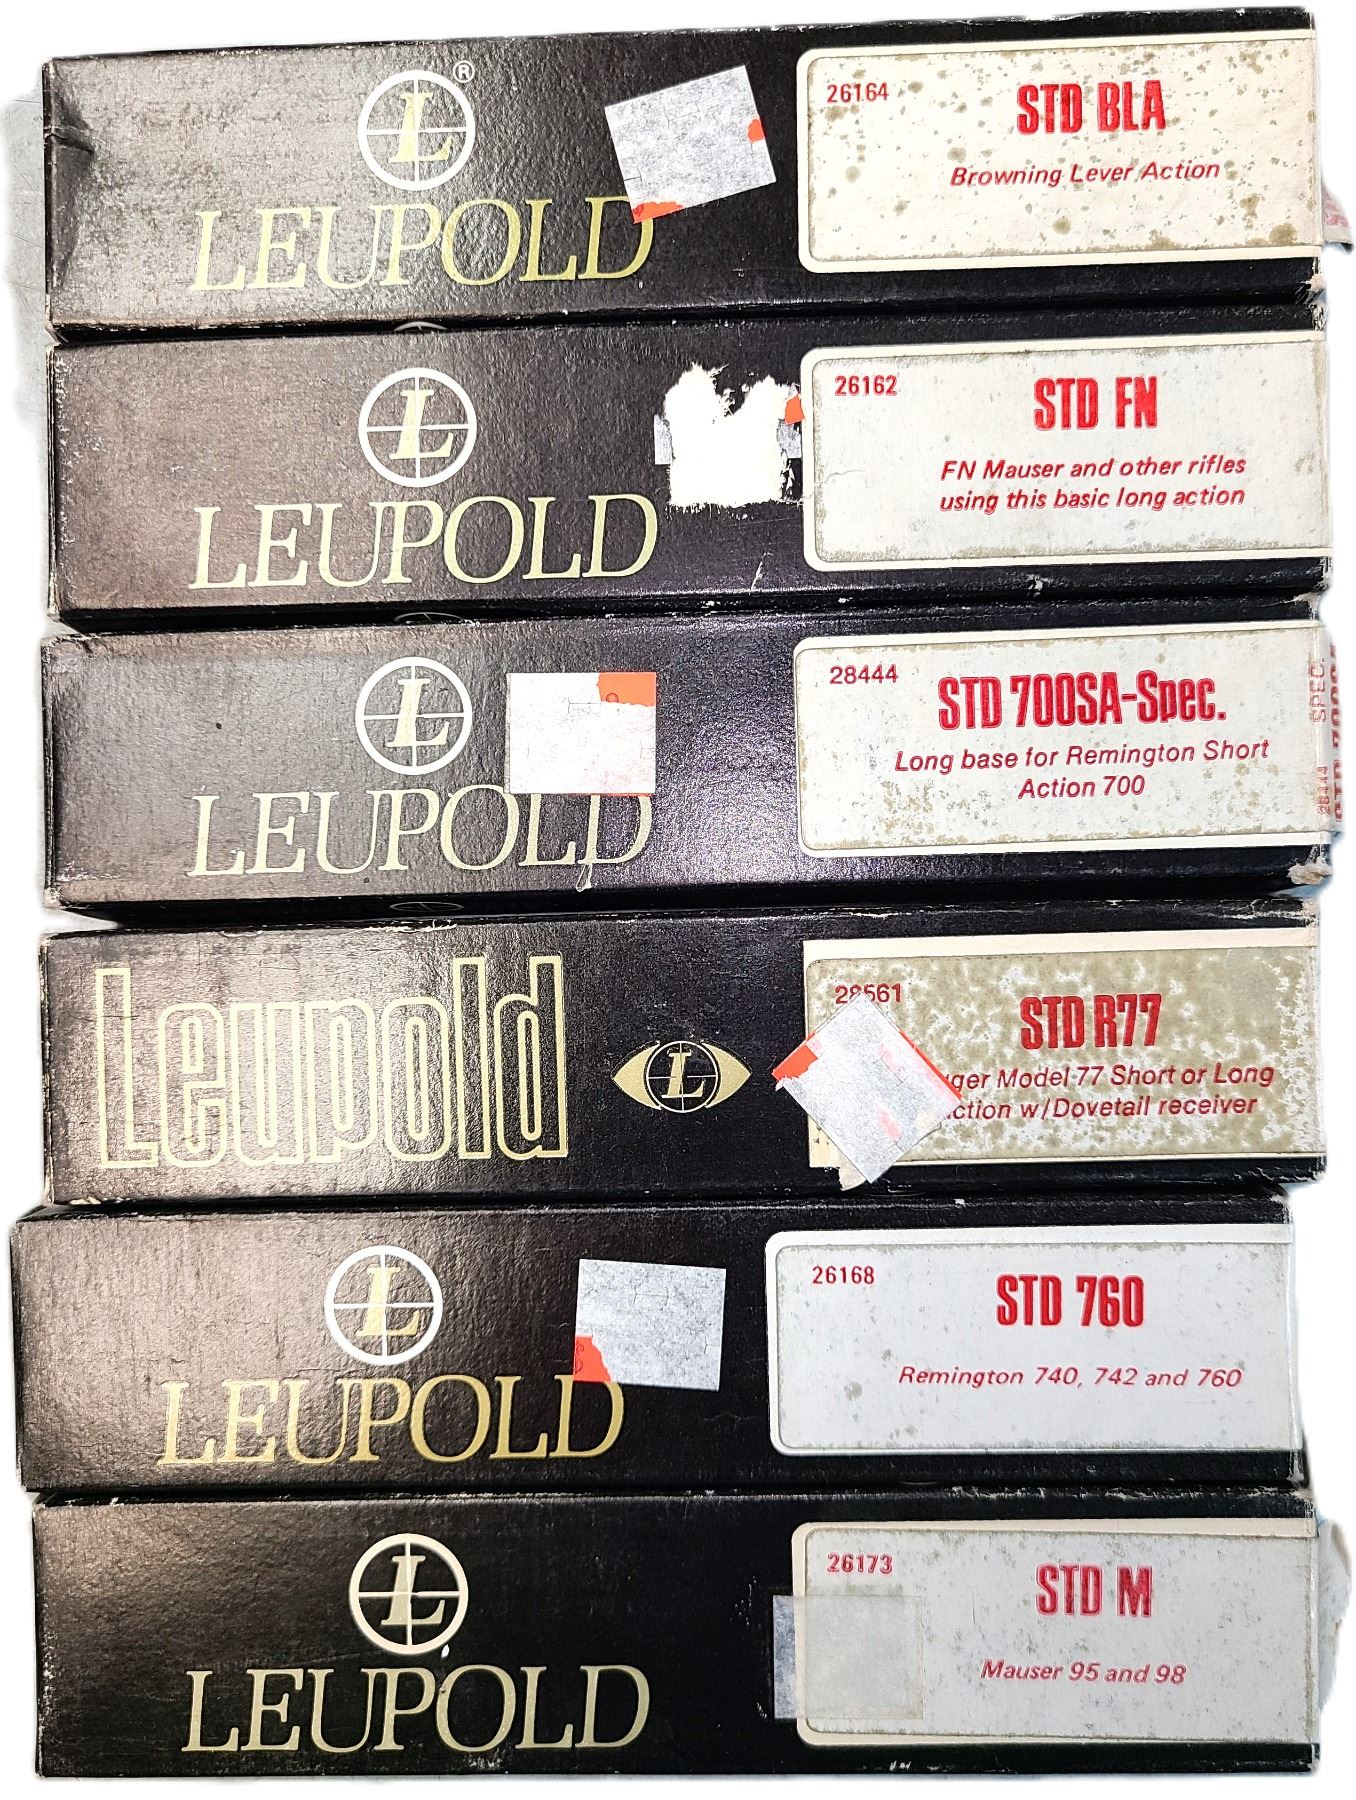 L®
LEUPOLD
26164
STD BLA
Browning Lever Action
L
LEUPOLD
26162
STD FN
FN Mauser and other rifles
using this basic long action
L
LEUPOLD
28444
STD 700SA-Spec.
Long base for Remington Short
Action 700
SPEC.
28444
Leupold
L
28561
STD R77
Model 77 Short or Long
w/Dovetail receiver
L
LEUPOLD
26168
STD 760
Remington 740, 742 and 760
L
LEUPOLD
26173
STD M
Mauser 95 and 98